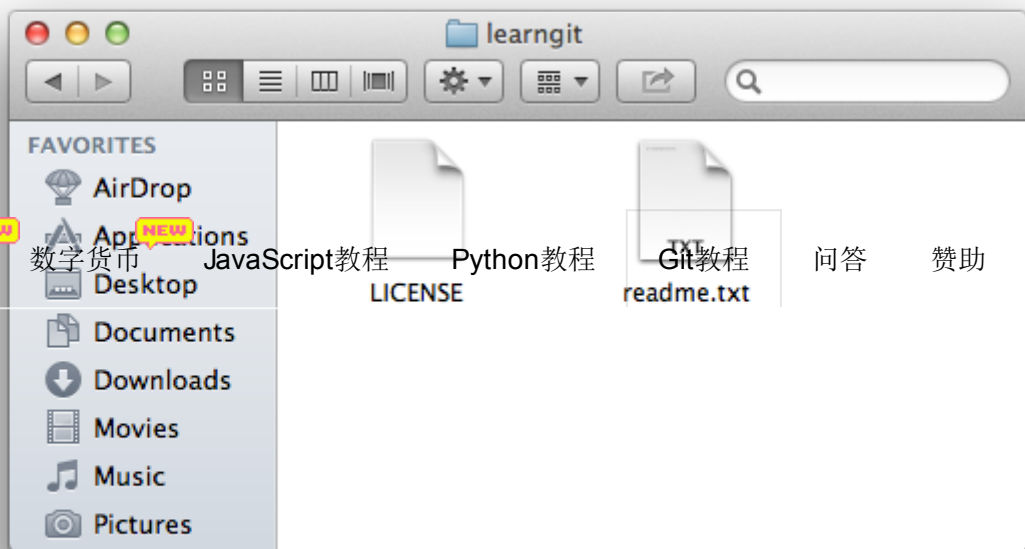 learngit
FAVORITES
AirDrop
Applications
NEW
数字货币 JavaScript教程 Python教程 Git教程 问答 赞助
TXT
Desktop
LICENSE readme.txt
Documents
Downloads
Movies
Music
Pictures